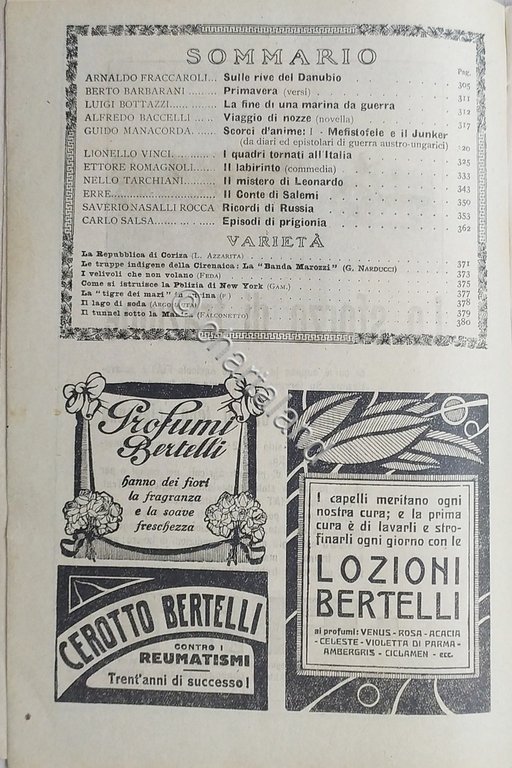 SOMMARIO
Pag.
ARNALDO FRACCAROLI... Sulle rive del Danubio 305
BERTO BARBARANI.... Primavera (versi) 311
LUIGI BOTTAZZI......... La fine di una marina da guerra 312
ALFREDO BACCELLI.... Viaggio di nozze (novella) 317
GUIDO MANACORDA.. Scorci d'anime: I - Mefistofele e il Junker
(da diari ed epistolari di guerra austro-ungarici) 320
LIONELLO VINCI.......... I quadri tornati all'Italia 325
ETTORE ROMAGNOLI.. Il labirinto (commedia) 333
NELLO TARCHIANI...... Il mistero di Leonardo 343
ERRE........................ Il Conte di Salemi 350
SAVERIO NASALLI ROCCA Ricordi di Russia 353
CARLO SALSA............ Episodi di prigionia 362
VARIETÀ
La Repubblica di Coriza (L. AZZARITA)
Le truppe indigene della Cirenaica: La "Banda Marozzi" (G. NARDUCCI) 371
I velivoli che non volano (FEDA) 373
Come si istruisce la Polizia di New York (GAM.) 375
La "tigre dei mari" in 377
Il lago di soda 378
Il tunnel sotto la (FALCONETTO) 379
380
Profumi
Bertelli
hanno dei fiori
la fragranza
e la soave
freschezza
CEROTTO BERTELLI
CONTRO I
REUMATISMI
Trent'anni di successo!
I capelli meritano ogni
nostra cura; e la prima
cura è di lavarli e stro-
finarli ogni giorno con le
LOZIONI
BERTELLI
ai profumi: VENUS - ROSA - ACACIA
- CELESTE - VIOLETTA DI PARMA -
AMBERGRIS - CICLAMEN - ecc.